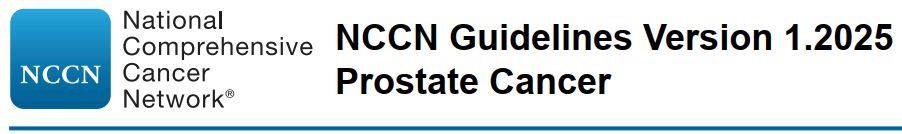 NCCN
National
Comprehensive
Cancer
Network®
NCCN Guidelines Version 1.2025
Prostate Cancer